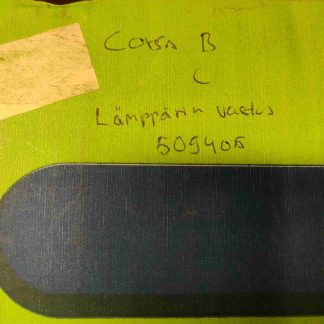 Corsa B
C
Lämppärin vastus
509405